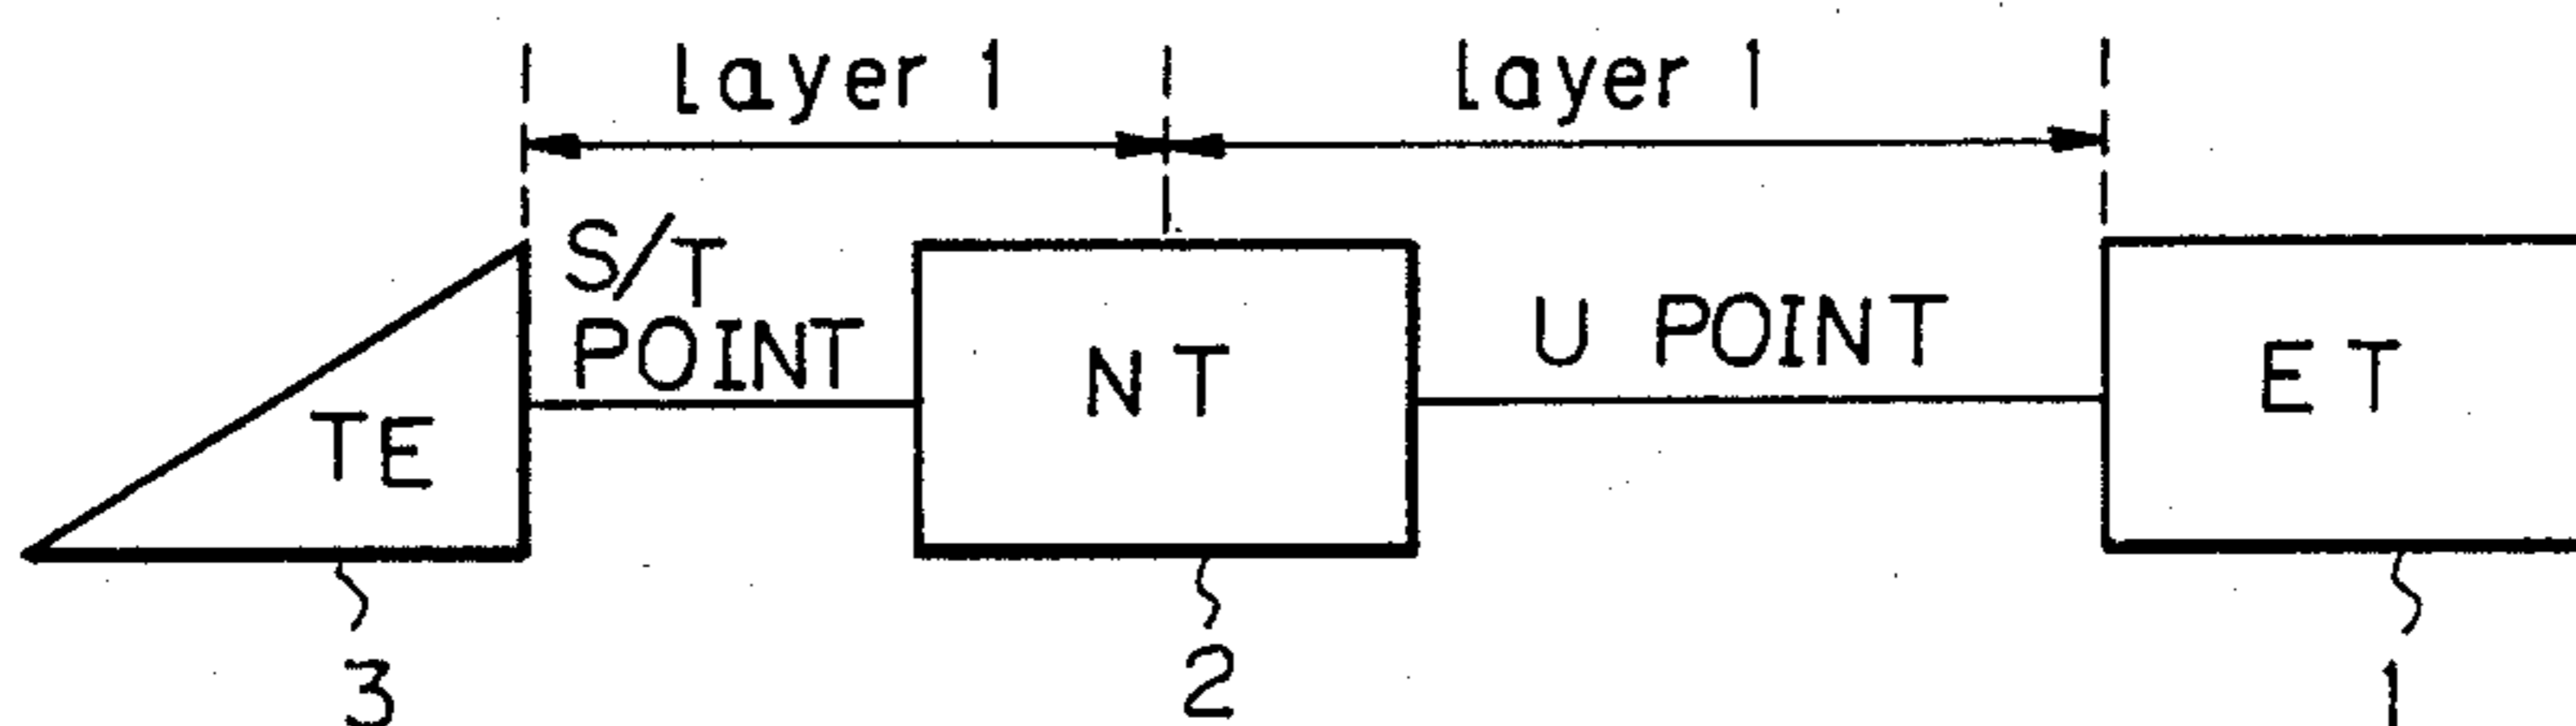 layer 1
layer 1
S/T
POINT
U POINT
TE
NT
ET
3
2
1